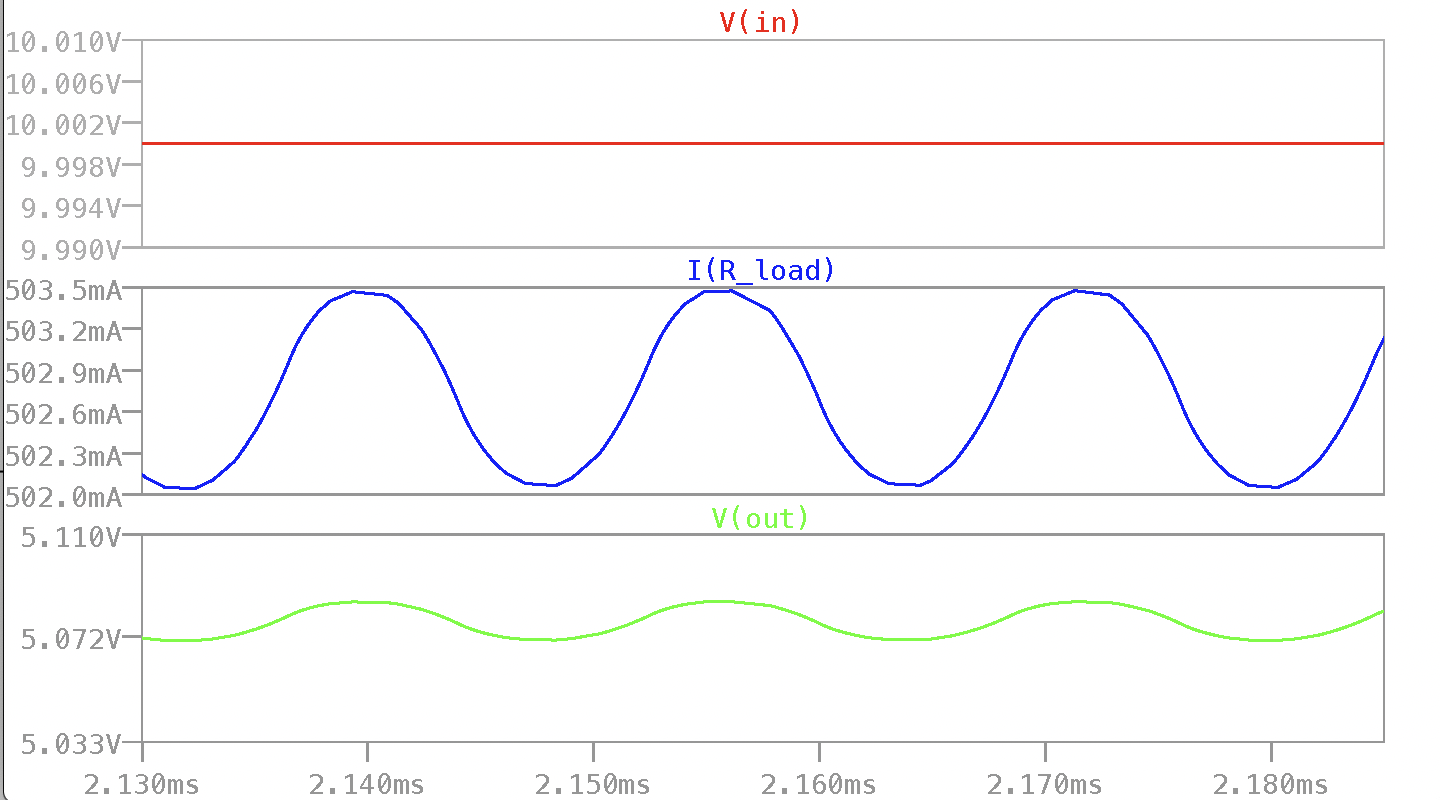 V(in)
10.010V
10.006V
10.002V
9.998V
9.994V
9.990V
I(R_load)
503.5mA
503.2mA
502.9mA
502.6mA
502.3mA
502.0mA
V(out)
5.110V
5.072V
5.033V
2.130ms 2.140ms 2.150ms 2.160ms 2.170ms 2.180ms